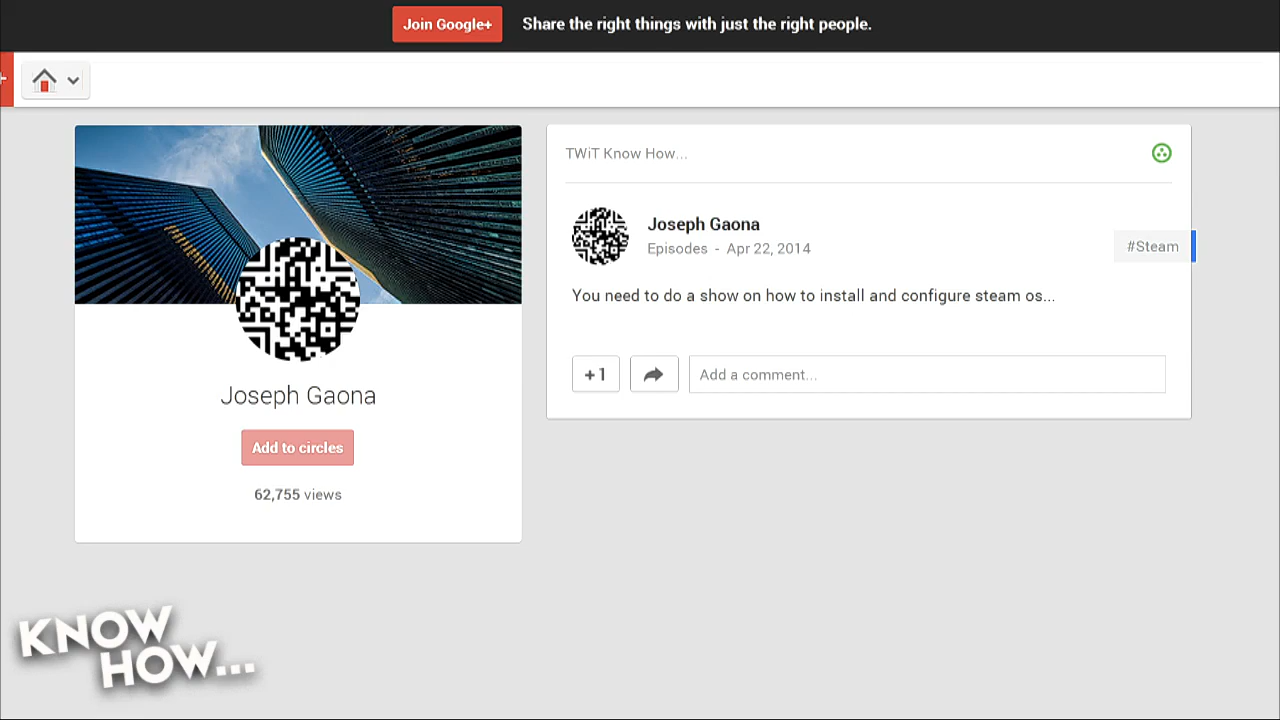 Join Google+ Share the right things with just the right people.
TWiT Know How...
Joseph Gaona
Episodes - Apr 22, 2014
#Steam
You need to do a show on how to install and configure steam os...
+1
Add a comment...
Joseph Gaona
Add to circles
62,755 views
KNOW
HOW...